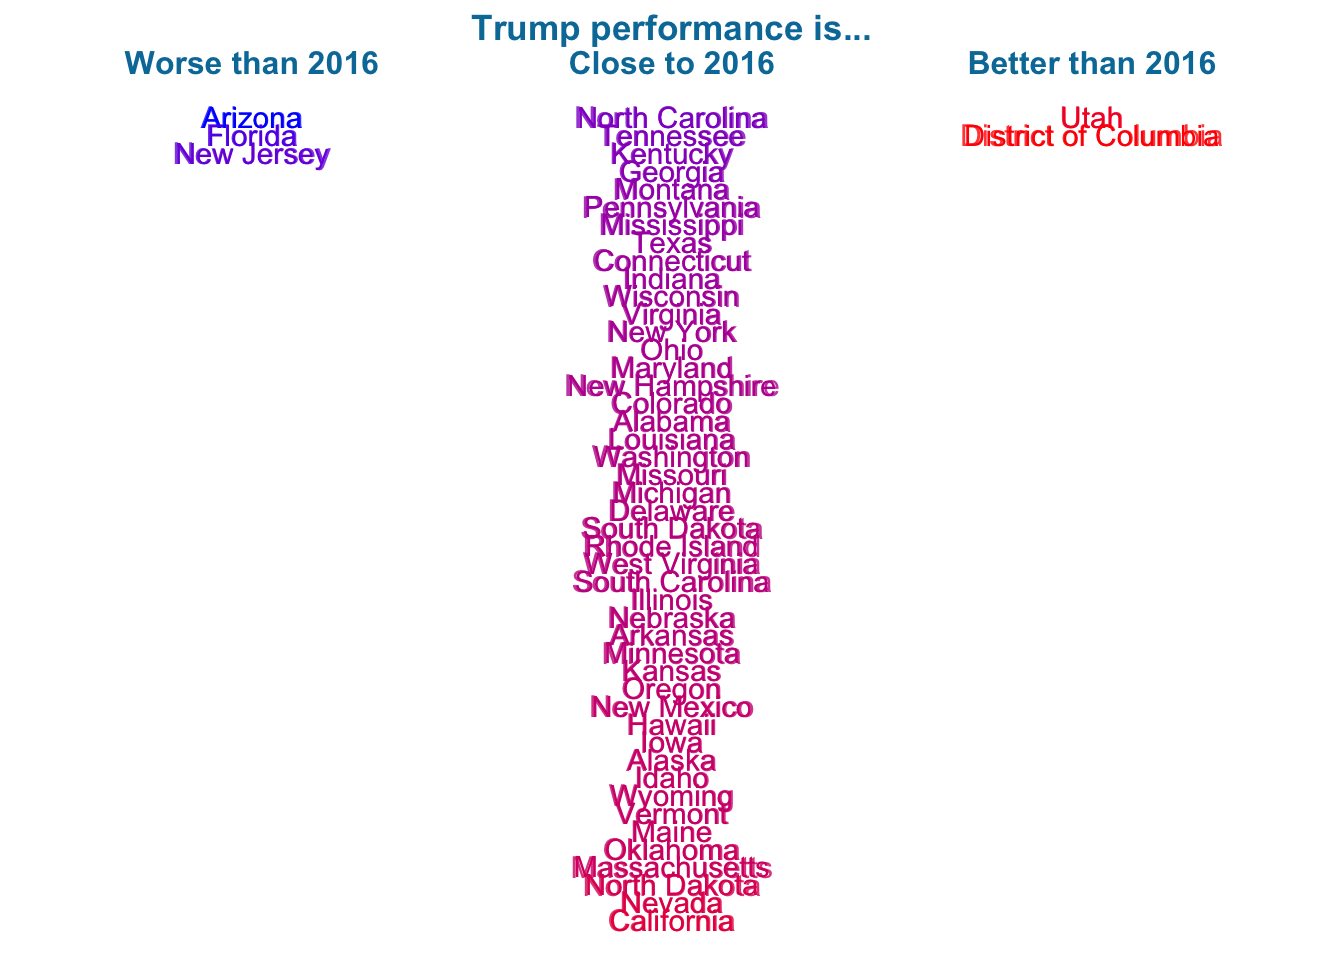 Trump performance is...
Worse than 2016
Arizona
Florida
New Jersey
Close to 2016
North Carolina
Tennessee
Kentucky
Georgia
Montana
Pennsylvania
Mississippi
Texas
Connecticut
Indiana
Wisconsin
Virginia
New York
Ohio
Maryland
New Hampshire
Colorado
Alabama
Louisiana
Washington
Missouri
Michigan
Delaware
South Dakota
Rhode Island
West Virginia
South Carolina
Illinois
Nebraska
Arkansas
Minnesota
Kansas
Oregon
New Mexico
Hawaii
Iowa
Alaska
Idaho
Wyoming
Vermont
Maine
Oklahoma
Massachusetts
North Dakota
Nevada
California
Better than 2016
Utah
District of Columbia